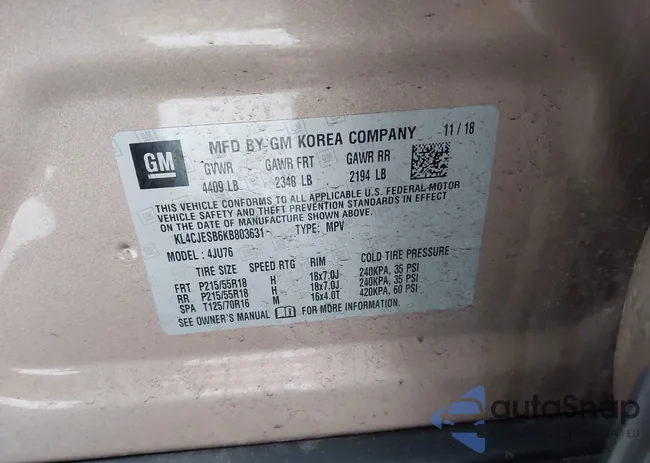 GM
MFD BY GM KOREA COMPANY 11/18
GVWR GAWR FRT GAWR RR
4409 LB 2348 LB 2194 LB
THIS VEHICLE CONFORMS TO ALL APPLICABLE U.S. FEDERAL MOTOR
VEHICLE SAFETY AND THEFT PREVENTION STANDARDS IN EFFECT
ON THE DATE OF MANUFACTURE SHOWN ABOVE.
KL4CJESB6KB803631 TYPE: MPV
MODEL: 4JU76
TIRE SIZE SPEED RTG RIM COLD TIRE PRESSURE
FRT P215/55R18 H 18x7.0J 240KPA, 35 PSI
RR P215/55R18 H 18x7.0J 240KPA, 35 PSI
SPA T125/70R16 M 16x4.0T 420KPA, 60 PSI
SEE OWNER'S MANUAL FOR MORE INFORMATION.
autoSnap